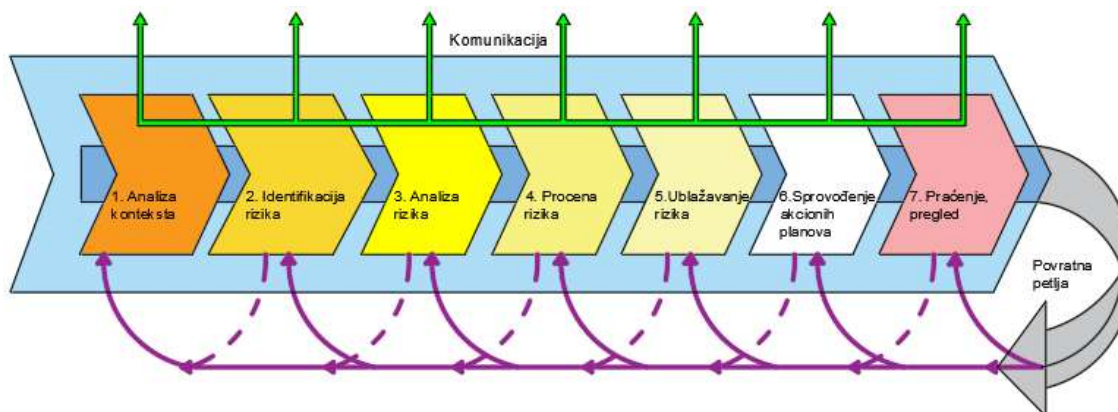 Komunikacija
1. Analiza
konteksta
2. Identifikacija
rizika
3. Analiza
rizika
4. Procena
rizika
5.Ublažavanje
rizika
6.Sprovođenje
akcionih
planova
7. Praćenje,
pregled
Povratna
petlja